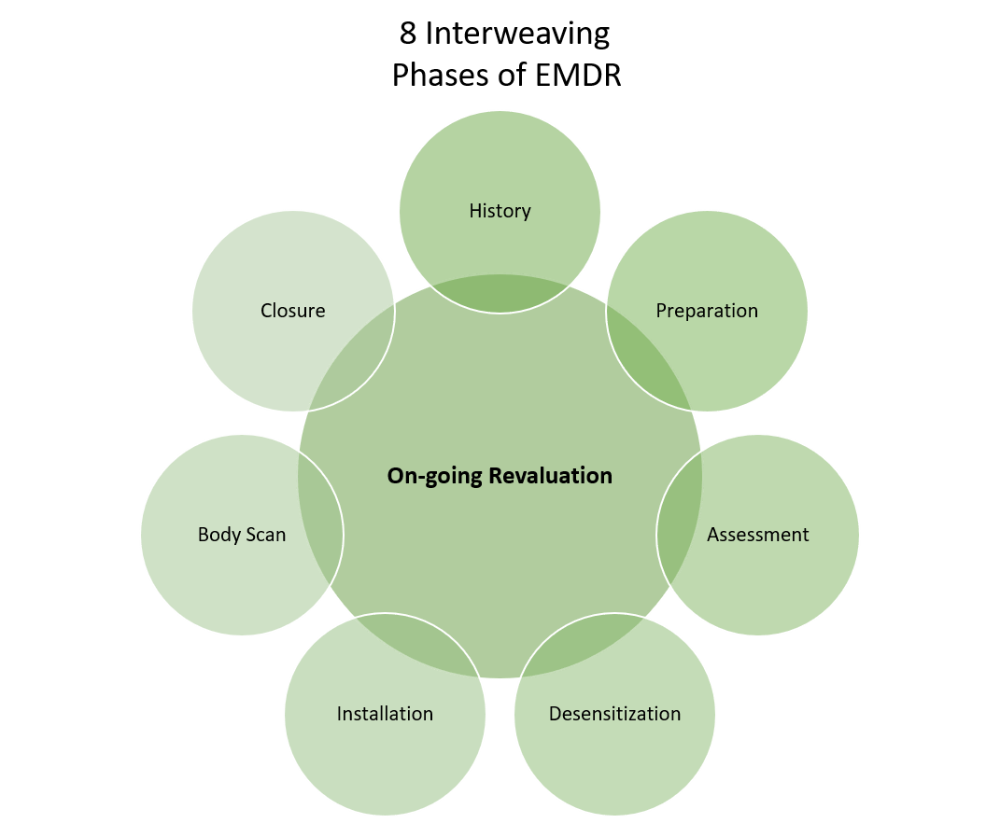 8 Interweaving
Phases of EMDR
History
Preparation
Assessment
Desensitization
Installation
Body Scan
Closure
On-going Revaluation